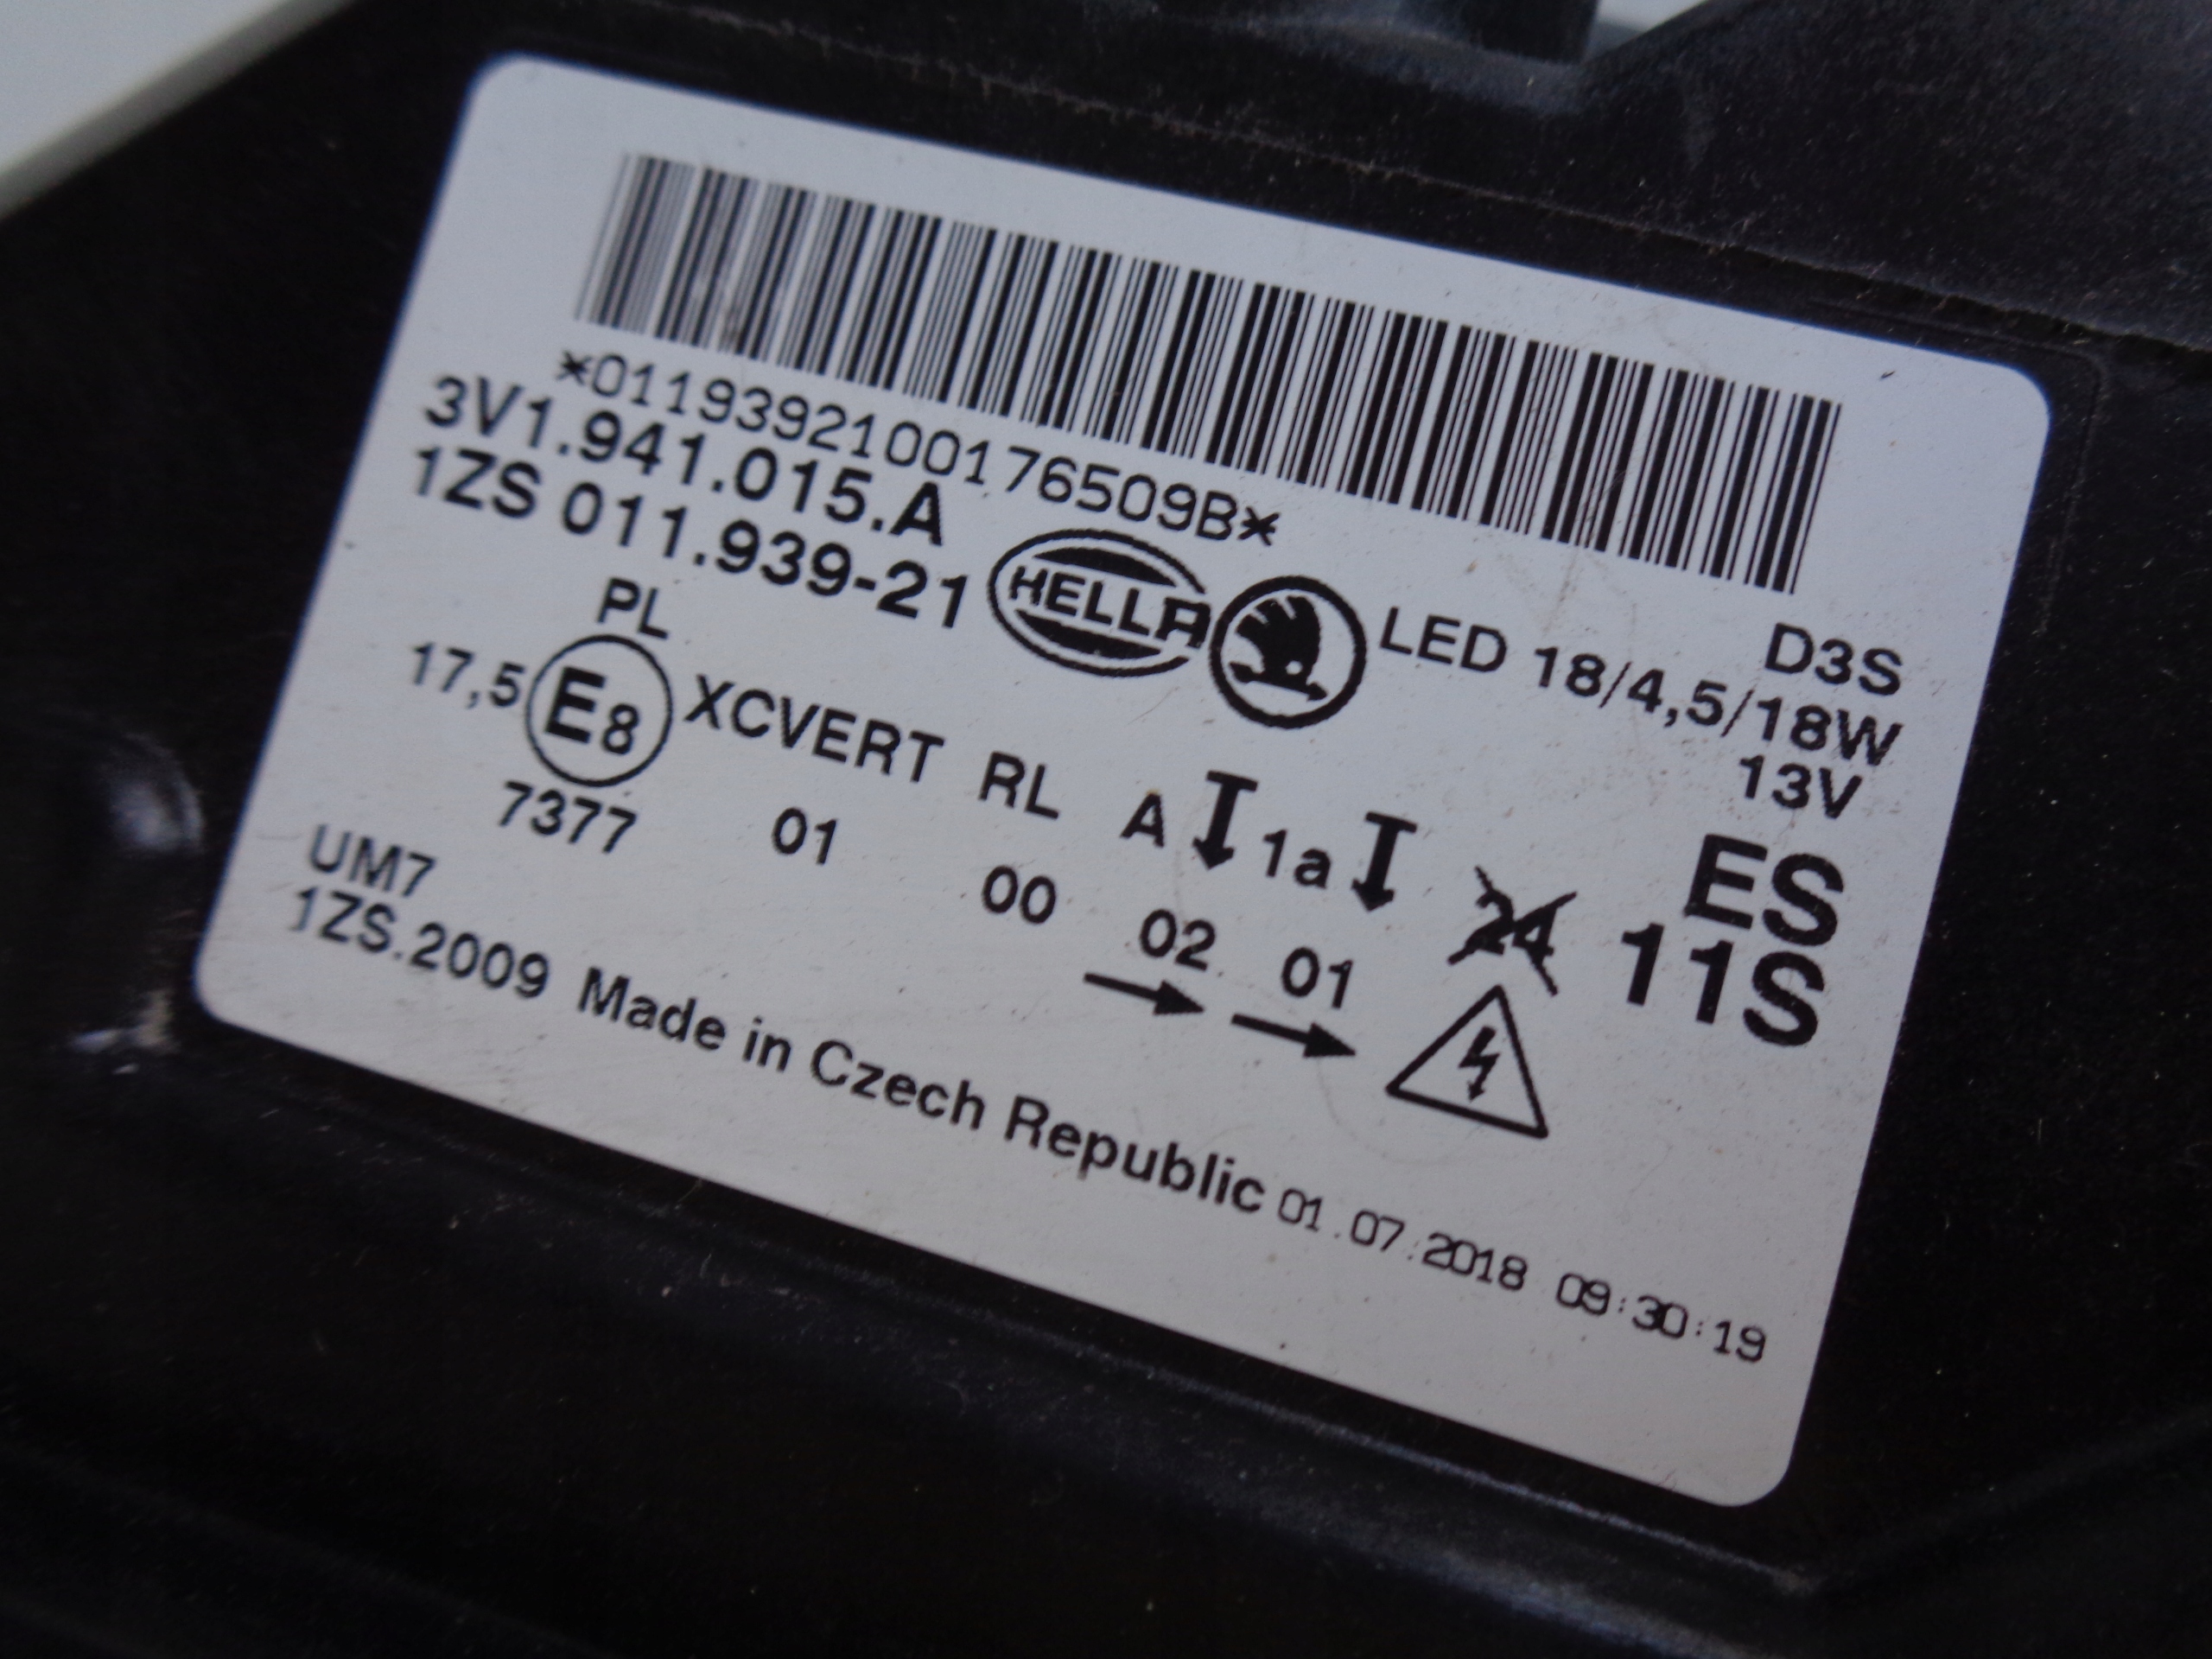 *0119392100176509B*
3V1.941.015.A
1ZS 011.939-21
HELLA
D3S
LED 18/4,5/18W
13V
PL
17,5 E8 XCVERT RL A 1a 24 ES
7377 01 00 02 01 11S
UM7
1ZS.2009 Made in Czech Republic 01.07.2018 09:30:19